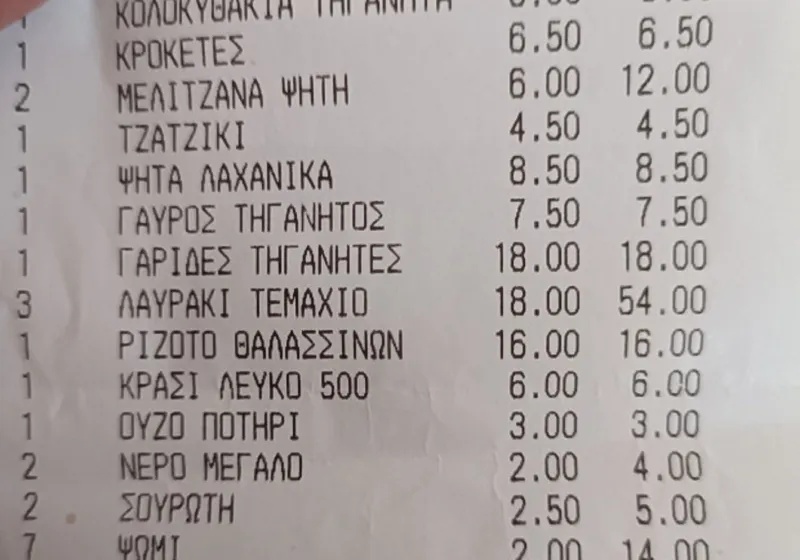 ΚΟΛΟΚΥΘΑΚΙΑ ΤΗΓΑΝΗΤΑ
1 ΚΡΟΚΕΤΕΣ 6.50 6.50
2 ΜΕΛΙΤΖΑΝΑ ΨΗΤΗ 6.00 12.00
1 ΤΖΑΤΖΙΚΙ 4.50 4.50
1 ΨΗΤΑ ΛΑΧΑΝΙΚΑ 8.50 8.50
1 ΓΑΥΡΟΣ ΤΗΓΑΝΗΤΟΣ 7.50 7.50
1 ΓΑΡΙΔΕΣ ΤΗΓΑΝΗΤΕΣ 18.00 18.00
3 ΛΑΥΡΑΚΙ ΤΕΜΑΧΙΟ 18.00 54.00
1 ΡΙΖΟΤΟ ΘΑΛΑΣΣΙΝΩΝ 16.00 16.00
1 ΚΡΑΣΙ ΛΕΥΚΟ 500 6.00 6.00
1 ΟΥΖΟ ΠΟΤΗΡΙ 3.00 3.00
2 ΝΕΡΟ ΜΕΓΑΛΟ 2.00 4.00
2 ΣΟΥΡΩΤΗ 2.50 5.00
7 ΨΩΜΙ 2.00 14.00